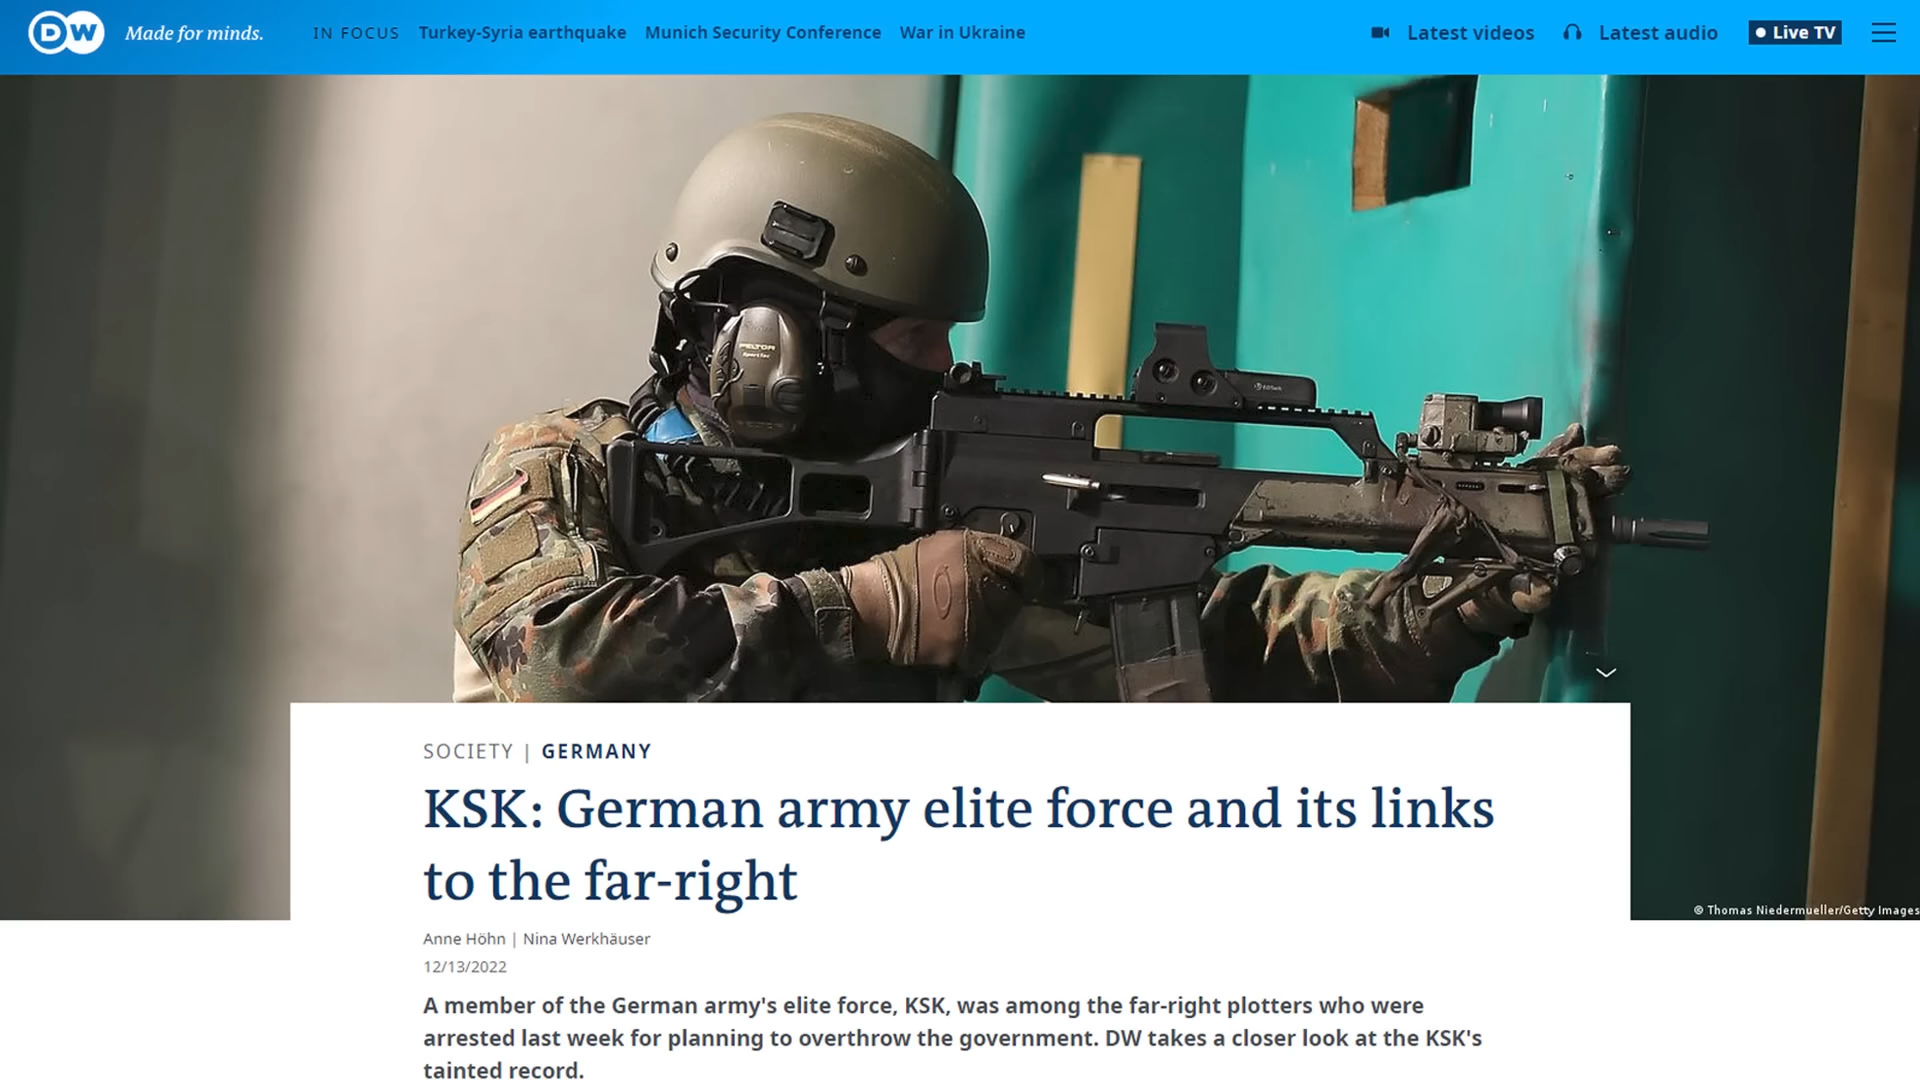 DW Made for minds.
IN FOCUS Turkey-Syria earthquake Munich Security Conference War in Ukraine
Latest videos Latest audio Live TV
PELTOR
EOTech
SOCIETY | GERMANY
KSK: German army elite force and its links
to the far-right
© Thomas Niedermueller/Getty Images
Anne Höhn | Nina Werkhäuser
12/13/2022
A member of the German army's elite force, KSK, was among the far-right plotters who were
arrested last week for planning to overthrow the government. DW takes a closer look at the KSK's
tainted record.